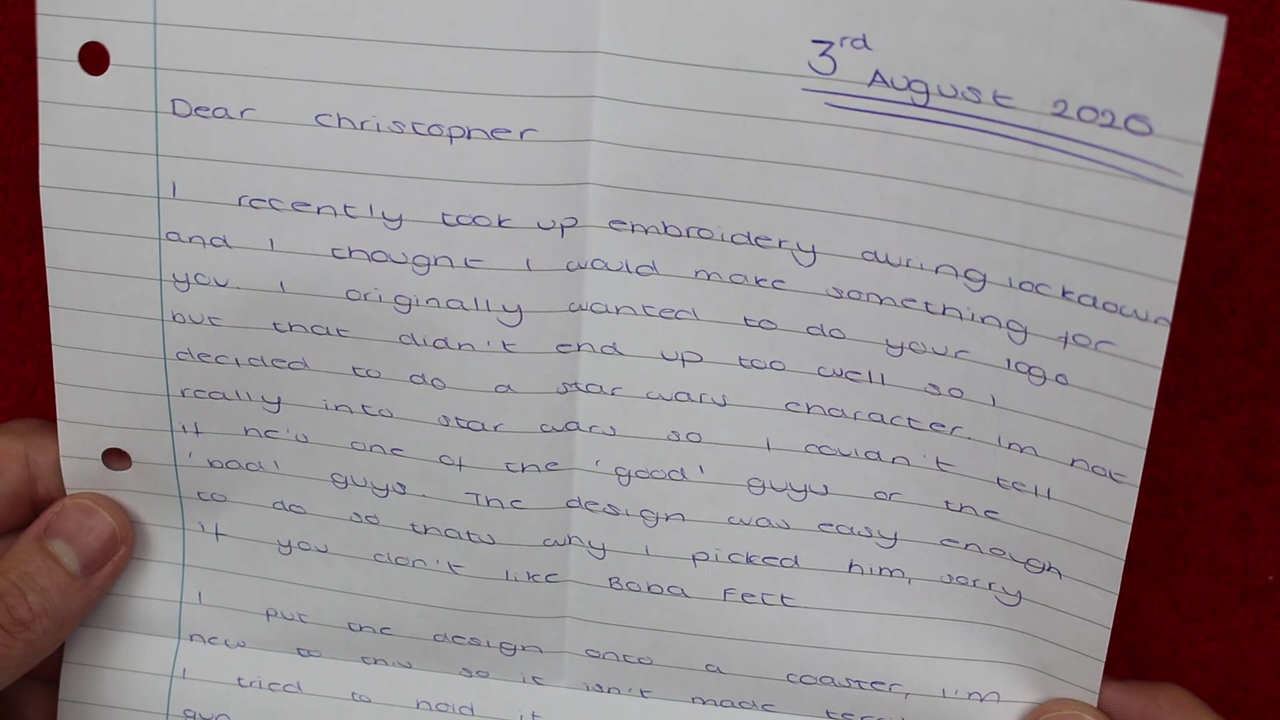 3rd August 2020
Dear Christopher
I recently took up embroidery during lockdown
and I thought I would make something for
you. I originally wanted to do your logo
but that didn't end up too well so I
decided to do a star wars character. Im not
really into star wars so I couldn't tell
if he's one of the 'good' guys or the
'bad' guys. The design was easy enough
to do so thats why I picked him, sorry
if you don't like Boba Fett
I put the design onto a coaster, I'm
new to this so it isn't made
I tried to hold it